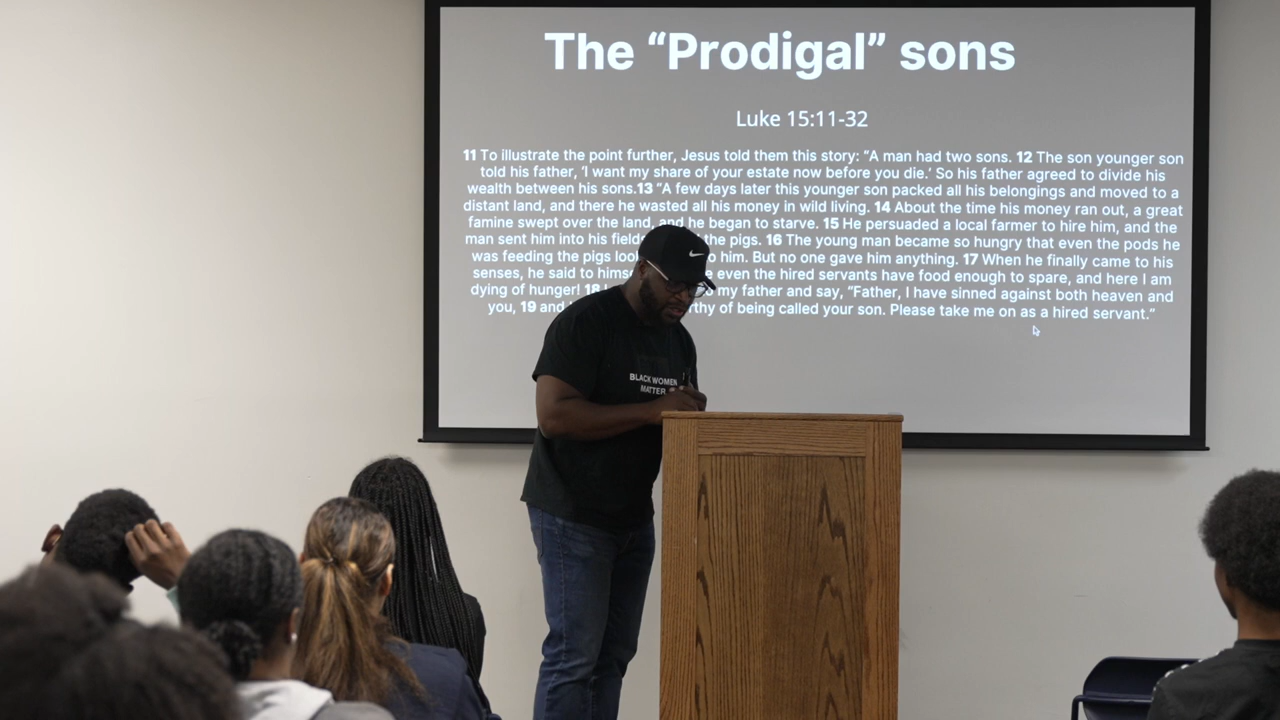 The “Prodigal” sons
Luke 15:11-32
11 To illustrate the point further, Jesus told them this story: “A man had two sons. 12 The son younger son
told his father, ‘I want my share of your estate now before you die.’ So his father agreed to divide his
wealth between his sons.13 “A few days later this younger son packed all his belongings and moved to a
distant land, and there he wasted all his money in wild living. 14 About the time his money ran out, a great
famine swept over the land, and he began to starve. 15 He persuaded a local farmer to hire him, and the
man sent him into his fields the pigs. 16 The young man became so hungry that even the pods he
was feeding the pigs to him. But no one gave him anything. 17 When he finally came to his
senses, he said to even the hired servants have food enough to spare, and here I am
dying of hunger! 18 my father and say, “Father, I have sinned against both heaven and
you, 19 and of being called your son. Please take me on as a hired servant.”
BLACK WOMEN
MATTER